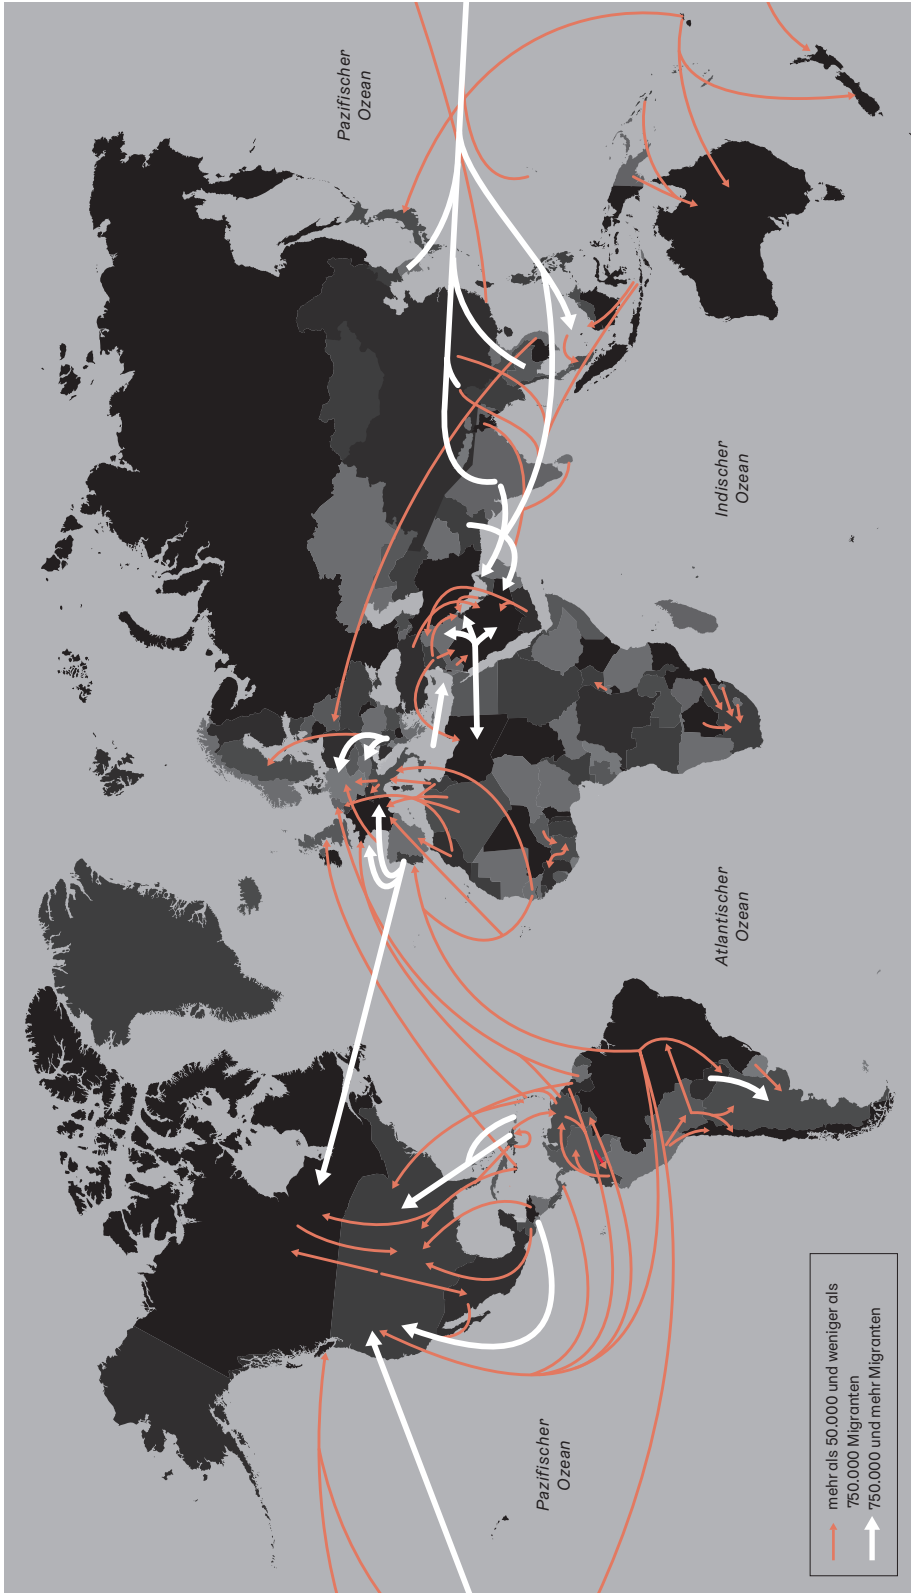 Pazifischer
Ozean
Atlantischer
Ozean
Indischer
Ozean
Pazifischer
Ozean
mehr als 50.000 und weniger als
750.000 Migranten
750.000 und mehr Migranten